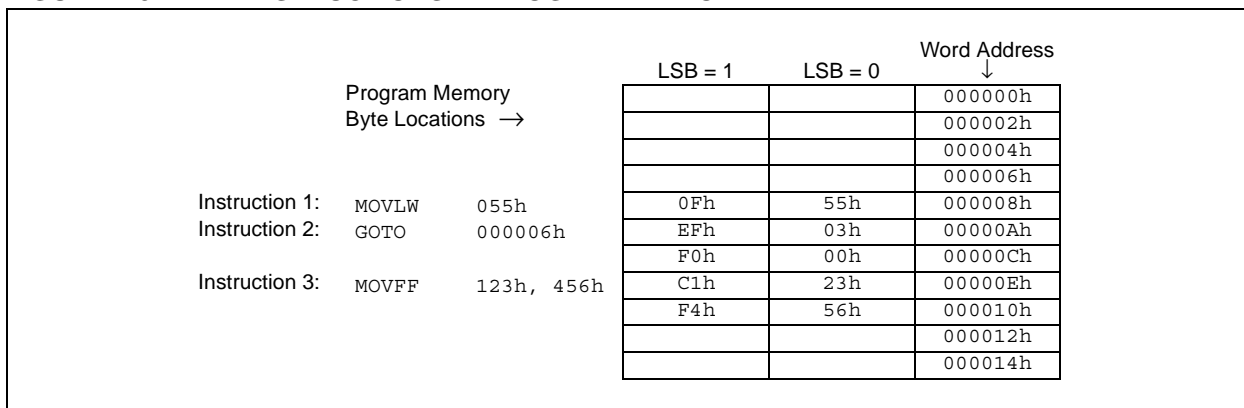 Word Address
LSB = 1 LSB = 0 ↓
Program Memory 000000h
Byte Locations → 000002h
000004h
000006h
Instruction 1: MOVLW 055h 0Fh 55h 000008h
Instruction 2: GOTO 000006h EFh 03h 00000Ah
F0h 00h 00000Ch
Instruction 3: MOVFF 123h, 456h C1h 23h 00000Eh
F4h 56h 000010h
000012h
000014h